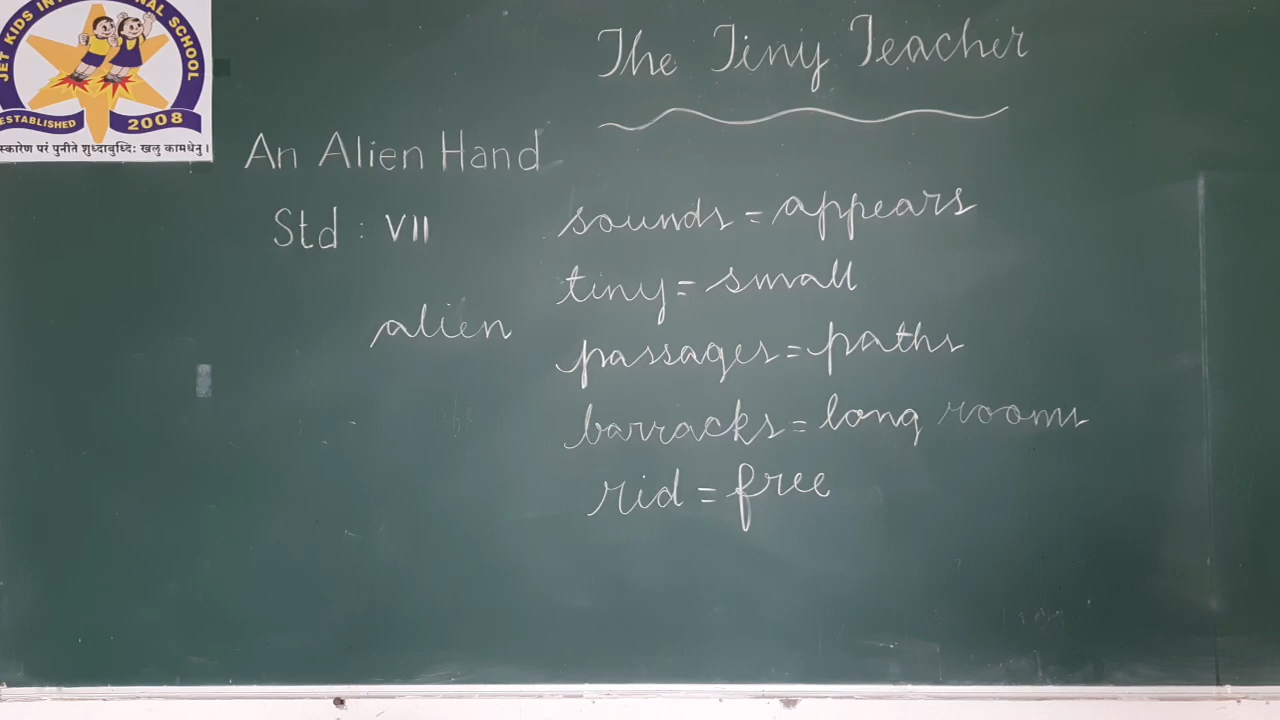 JET KIDS INTERNATIONAL SCHOOL
ESTABLISHED 2008
स्कारेण परं पुनीते शुध्दाबुध्दिः खलु कामधेनु।
The Tiny Teacher
An Alien Hand
Std : VII
alien
sounds = appears
tiny = small
passages = paths
barracks = long rooms
rid = free